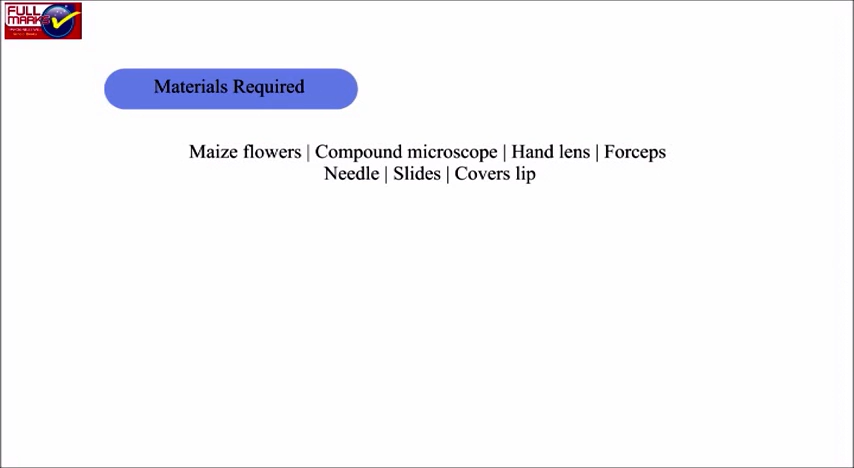 FULL
MARKS
Materials Required
Maize flowers | Compound microscope | Hand lens | Forceps
Needle | Slides | Covers lip